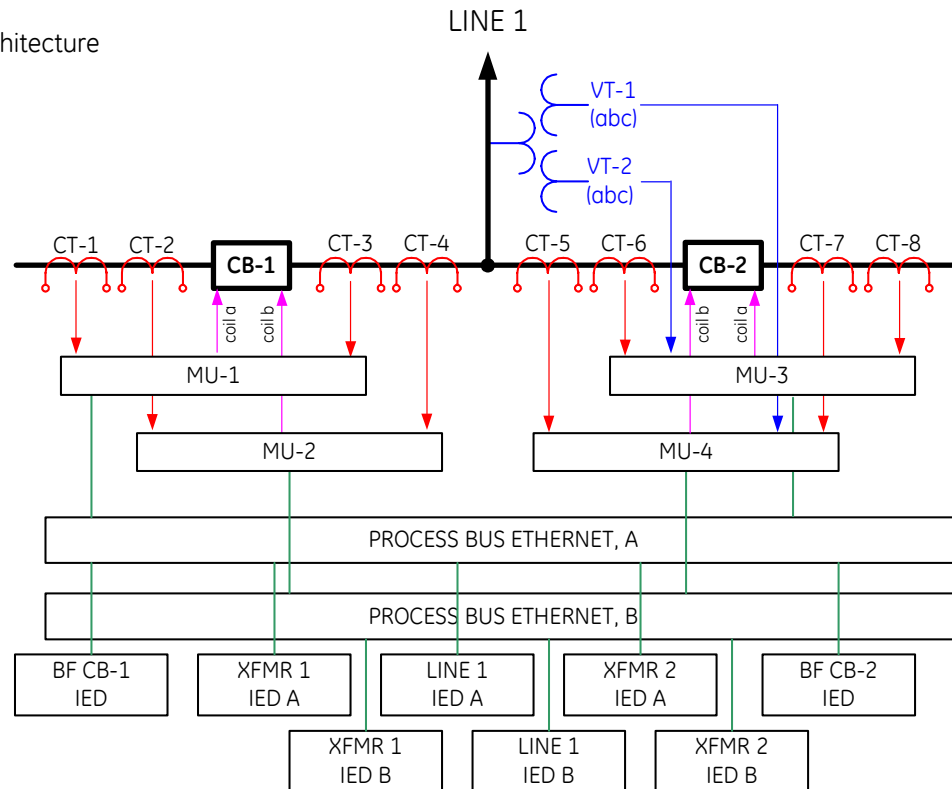 LINE 1
hitecture
VT-1
(abc)
VT-2
(abc)
CT-1
CT-2
CB-1
CT-3
CT-4
CT-5
CT-6
CB-2
CT-7
CT-8
coil a
coil b
coil b
coil a
MU-1
MU-3
MU-2
MU-4
PROCESS BUS ETHERNET, A
PROCESS BUS ETHERNET, B
BF CB-1
IED
XFMR 1
IED A
LINE 1
IED A
XFMR 2
IED A
BF CB-2
IED
XFMR 1
IED B
LINE 1
IED B
XFMR 2
IED B